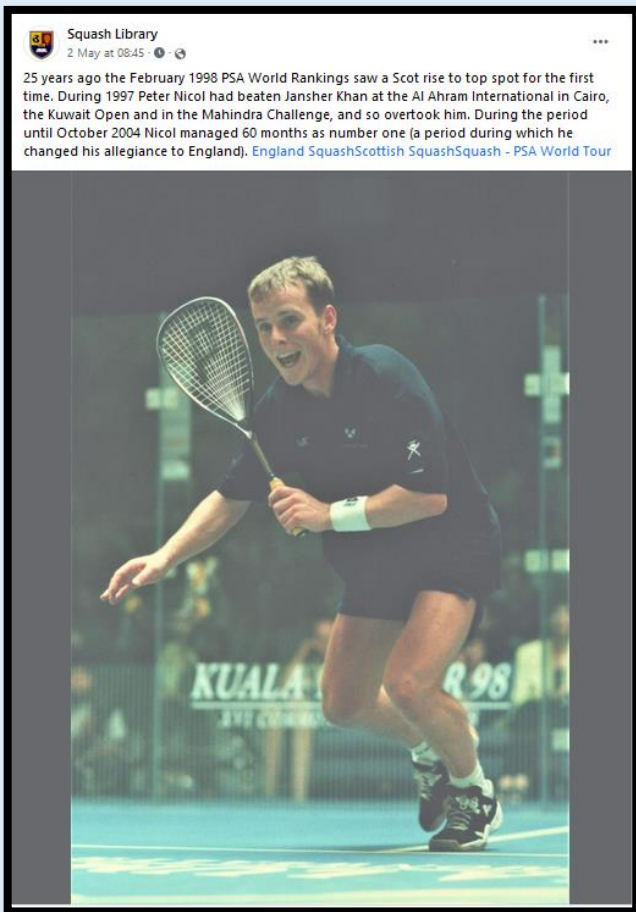 Squash Library
2 May at 08:45 ·
25 years ago the February 1998 PSA World Rankings saw a Scot rise to top spot for the first
time. During 1997 Peter Nicol had beaten Jansher Khan at the Al Ahram International in Cairo,
the Kuwait Open and in the Mahindra Challenge, and so overtook him. During the period
until October 2004 Nicol managed 60 months as number one (a period during which he
changed his allegiance to England). England SquashScottish SquashSquash - PSA World Tour
KUALA R 98
XVI